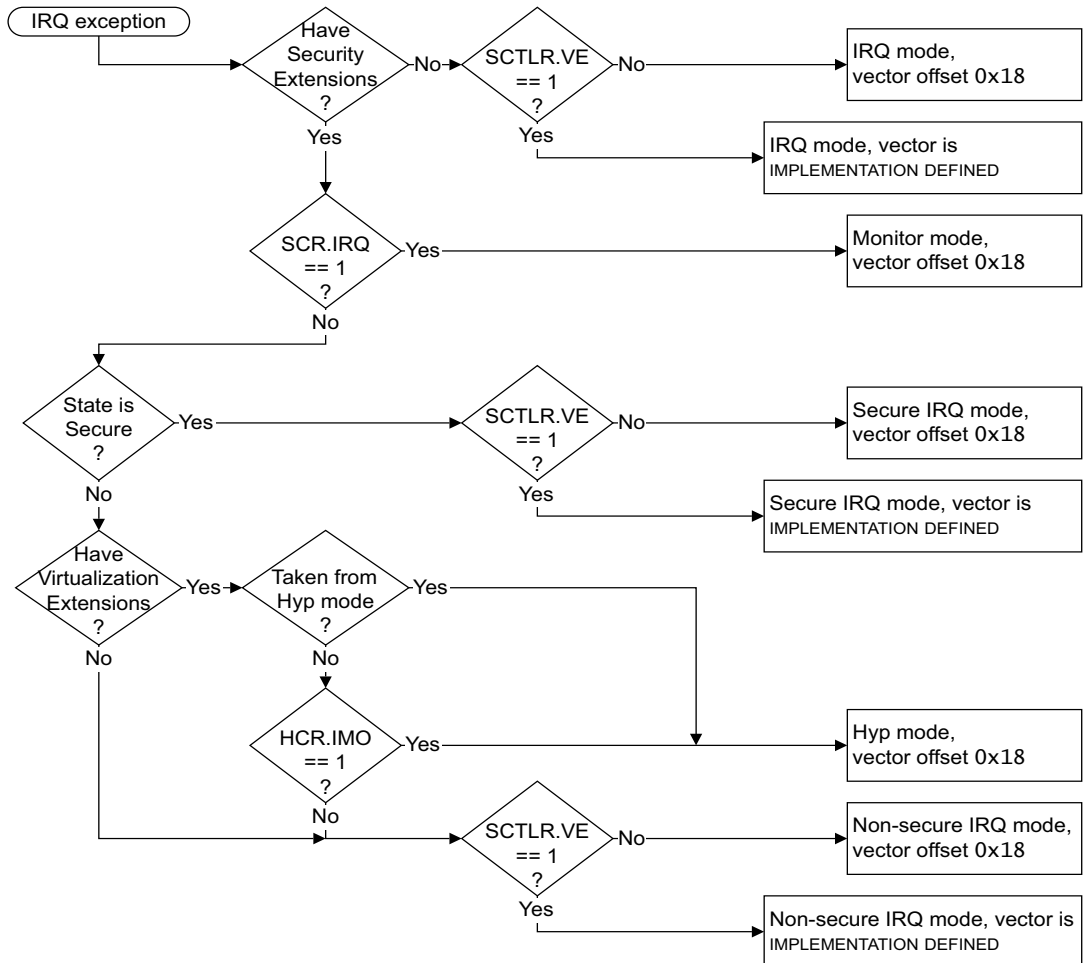 IRQ exception
Have
Security
Extensions
?
No
SCTLR.VE
== 1
?
No
IRQ mode,
vector offset 0x18
Yes
Yes
IRQ mode, vector is
IMPLEMENTATION DEFINED
SCR.IRQ
== 1
?
Yes
Monitor mode,
vector offset 0x18
No
State is
Secure
?
Yes
SCTLR.VE
== 1
?
No
Secure IRQ mode,
vector offset 0x18
No
Yes
Secure IRQ mode, vector is
IMPLEMENTATION DEFINED
Have
Virtualization
Extensions
?
Yes
Taken from
Hyp mode
?
Yes
No
No
HCR.IMO
== 1
?
Yes
Hyp mode,
vector offset 0x18
No
SCTLR.VE
== 1
?
No
Non-secure IRQ mode,
vector offset 0x18
Yes
Non-secure IRQ mode, vector is
IMPLEMENTATION DEFINED